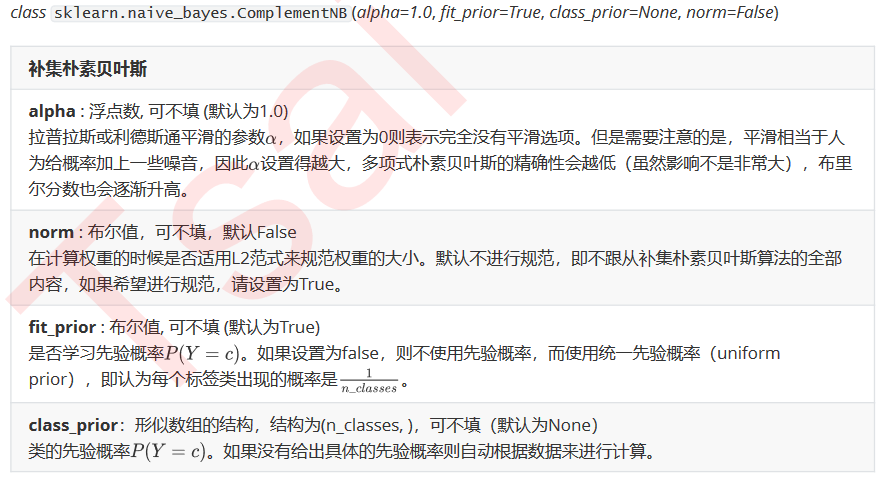 class sklearn.naive_bayes.ComplementNB (alpha=1.0, fit_prior=True, class_prior=None, norm=False)
补集朴素贝叶斯
alpha : 浮点数, 可不填 (默认为1.0)
拉普拉斯或利德斯通平滑的参数α，如果设置为0则表示完全没有平滑选项。但是需要注意的是，平滑相当于人
为给概率加上一些噪音，因此α设置得越大，多项式朴素贝叶斯的精确性会越低（虽然影响不是非常大），布里
尔分数也会逐渐升高。
norm : 布尔值，可不填，默认False
在计算权重的时候是否适用L2范式来规范权重的大小。默认不进行规范，即不跟从补集朴素贝叶斯算法的全部
内容，如果希望进行规范，请设置为True。
fit_prior : 布尔值, 可不填 (默认为True)
是否学习先验概率P(Y = c)。如果设置为false，则不使用先验概率，而使用统一先验概率（uniform
prior），即认为每个标签类出现的概率是1/n_classes。
class_prior：形似数组的结构，结构为(n_classes, )，可不填（默认为None）
类的先验概率P(Y = c)。如果没有给出具体的先验概率则自动根据数据来进行计算。
Tsai